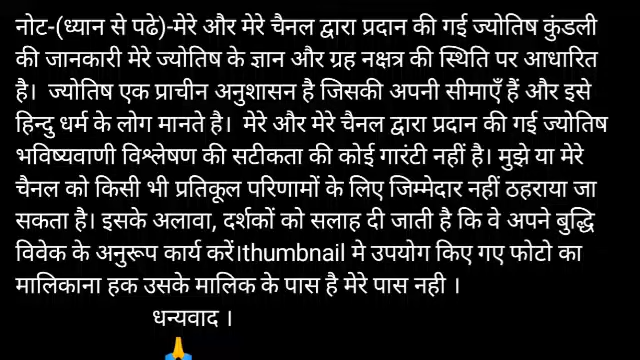 नोट-(ध्यान से पढे)-मेरे और मेरे चैनल द्वारा प्रदान की गई ज्योतिष कुंडली
की जानकारी मेरे ज्योतिष के ज्ञान और ग्रह नक्षत्र की स्थिति पर आधारित
है। ज्योतिष एक प्राचीन अनुशासन है जिसकी अपनी सीमाएँ हैं और इसे
हिन्दु धर्म के लोग मानते है। मेरे और मेरे चैनल द्वारा प्रदान की गई ज्योतिष
भविष्यवाणी विश्लेषण की सटीकता की कोई गारंटी नहीं है। मुझे या मेरे
चैनल को किसी भी प्रतिकूल परिणामों के लिए जिम्मेदार नहीं ठहराया जा
सकता है। इसके अलावा, दर्शकों को सलाह दी जाती है कि वे अपने बुद्धि
विवेक के अनुरूप कार्य करें।thumbnail मे उपयोग किए गए फोटो का
मालिकाना हक उसके मालिक के पास है मेरे पास नही ।
धन्यवाद ।
🙏